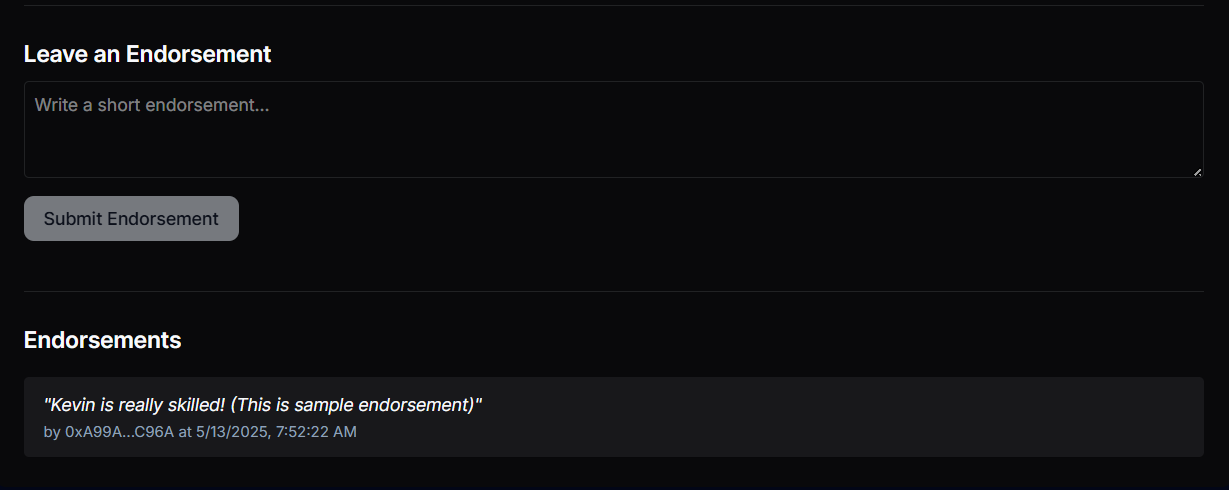 Leave an Endorsement
Write a short endorsement...
Submit Endorsement
Endorsements
"Kevin is really skilled! (This is sample endorsement)"
by 0xA99A...C96A at 5/13/2025, 7:52:22 AM